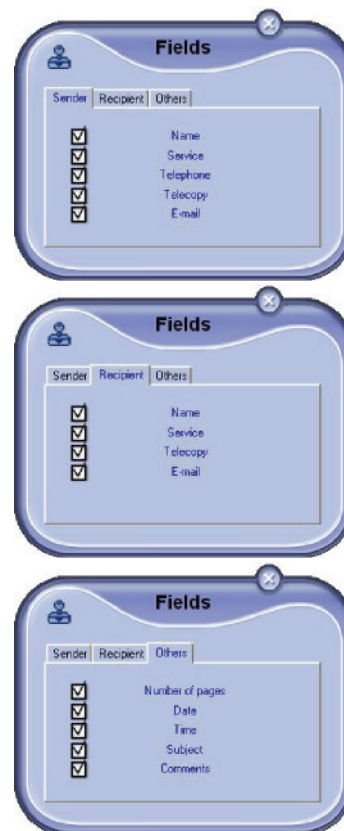 Fields
Sender Recipient Others
Name
Service
Telephone
Telecopy
E-mail
Fields
Sender Recipient Others
Name
Service
Telecopy
E-mail
Fields
Sender Recipient Others
Number of pages
Date
Time
Subject
Comments